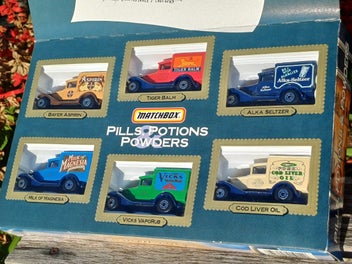 ASPIRIN
TIGER BALM
Alka-Seltzer
BAYER ASPIRIN
TIGER BALM
ALKA SELTZER
MATCHBOX
PILLS POTIONS
POWDERS
MILK OF
MAGNESIA
VICKS
COD LIVER
OIL
MILK OF MAGNESIA
VICKS VAPORUB
COD LIVER OIL